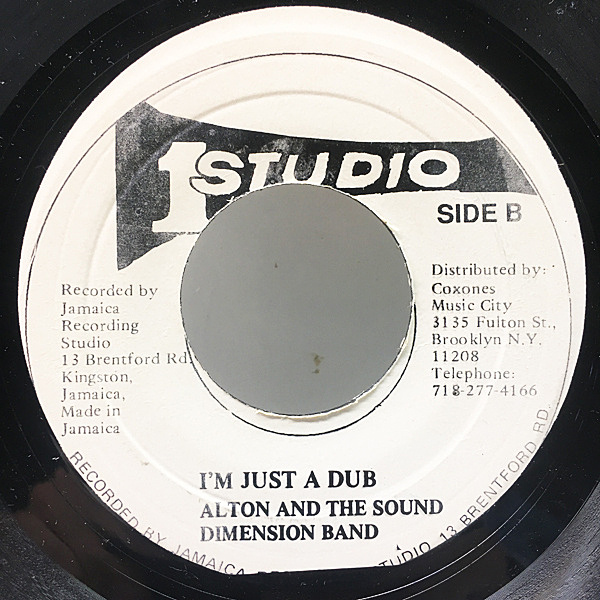 1 STUDIO
SIDE B
Recorded by
Jamaica
Recording
Studio
13 Brentford Rd.
Kingston,
Jamaica,
Made in
Jamaica
Distributed by:
Coxones
Music City
3135 Fulton St.,
Brooklyn N.Y.
11208
Telephone:
718-277-4166
I'M JUST A DUB
ALTON AND THE SOUND
DIMENSION BAND
RECORDED BY JAMAICA STUDIO 13 BRENTFORD RD.